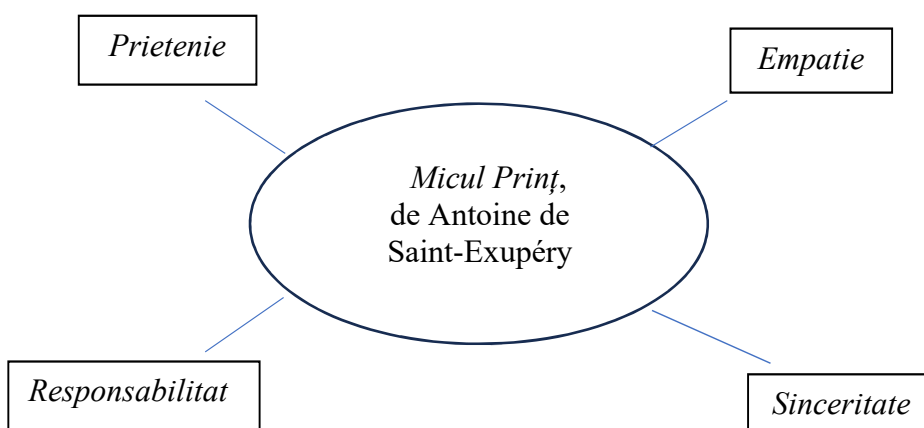 Prietenie
Empatie
Micul Prinț,
de Antoine de
Saint-Exupéry
Responsabilitat
Sinceritate